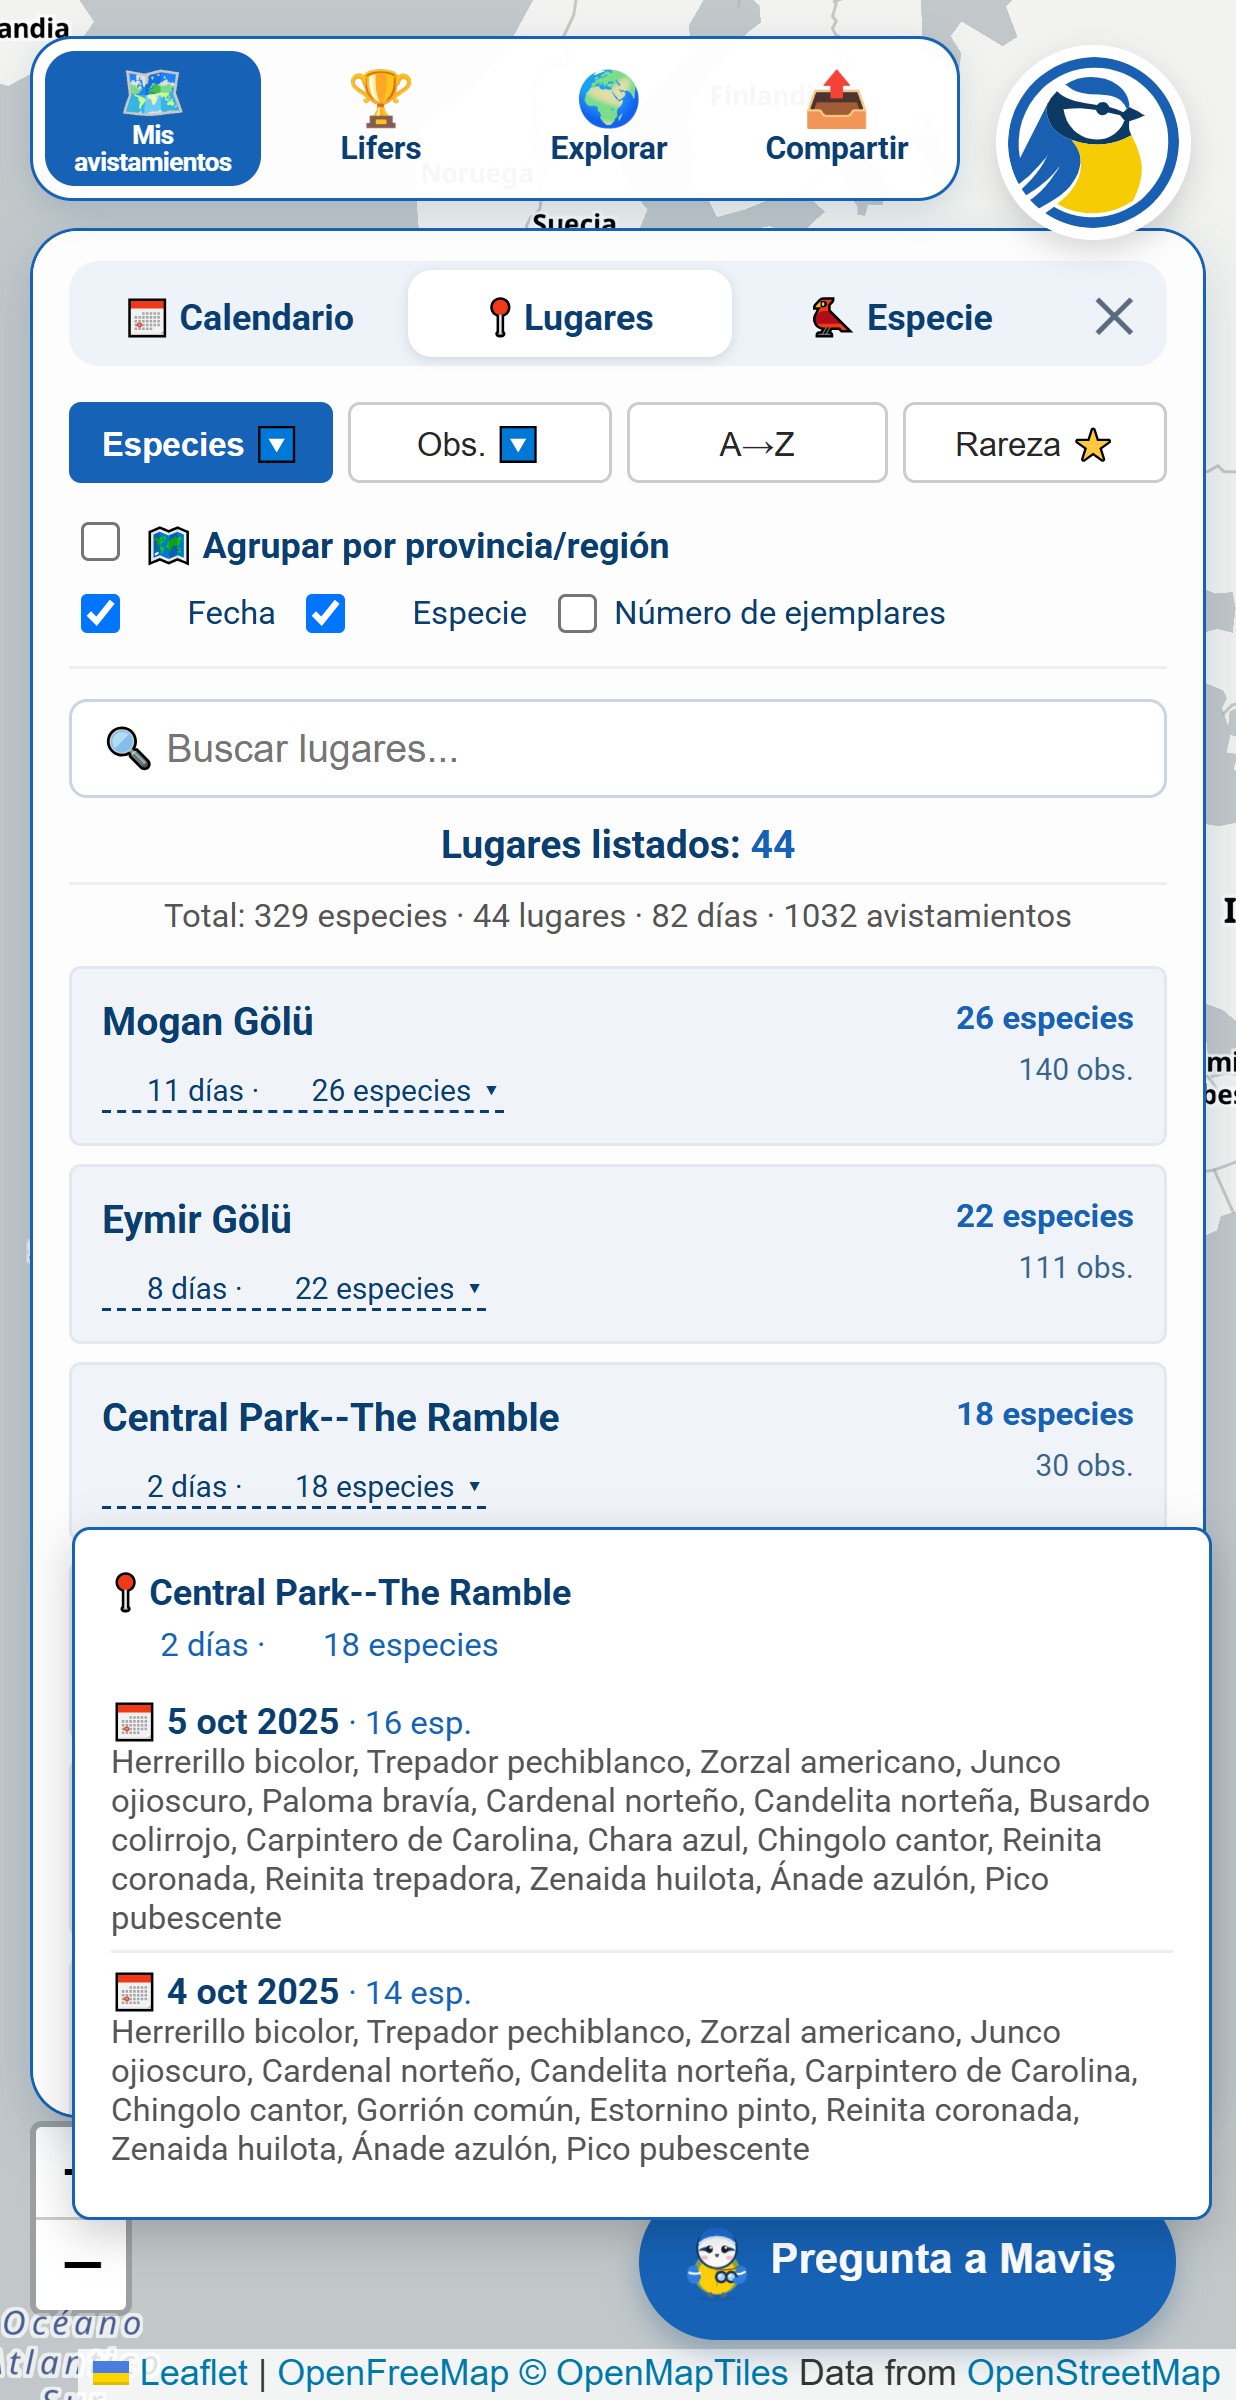 andia
Mis
avistamientos
Lifers
Explorar
Compartir
Finlandi
Noruega
Suecia
Calendario
Lugares
Especie
Especies
Obs.
A→Z
Rareza
Agrupar por provincia/región
Fecha
Especie
Número de ejemplares
Buscar lugares...
Lugares listados: 44
Total: 329 especies · 44 lugares · 82 días · 1032 avistamientos
Mogan Gölü
26 especies
11 días · 26 especies ▾
140 obs.
Eymir Gölü
22 especies
8 días · 22 especies ▾
111 obs.
Central Park--The Ramble
18 especies
2 días · 18 especies ▾
30 obs.
Central Park--The Ramble
2 días · 18 especies
5 oct 2025 · 16 esp.
Herrerillo bicolor, Trepador pechiblanco, Zorzal americano, Junco
ojioscuro, Paloma bravía, Cardenal norteño, Candelita norteña, Busardo
colirrojo, Carpintero de Carolina, Chara azul, Chingolo cantor, Reinita
coronada, Reinita trepadora, Zenaida huilota, Ánade azulón, Pico
pubescente
4 oct 2025 · 14 esp.
Herrerillo bicolor, Trepador pechiblanco, Zorzal americano, Junco
ojioscuro, Cardenal norteño, Candelita norteña, Carpintero de Carolina,
Chingolo cantor, Gorrión común, Estornino pinto, Reinita coronada,
Zenaida huilota, Ánade azulón, Pico pubescente
−
Pregunta a Maviş
Océano
Leaflet | OpenFreeMap © OpenMapTiles Data from OpenStreetMap